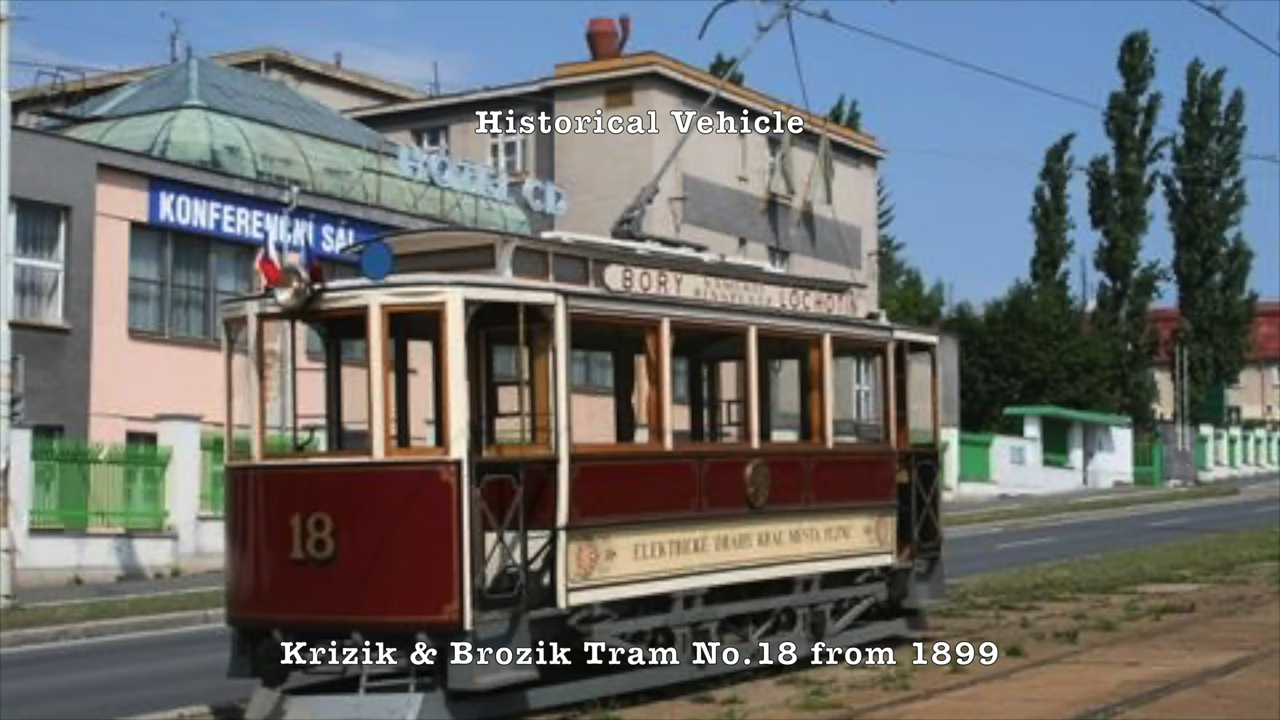 Historical Vehicle
HOTEL CD
KONFERENČNÍ SÁL
BORY LOCHOTÍN
18
ELEKTRICKÉ DRÁHY KRÁL. MĚSTA PLZNĚ
Krizik & Brozik Tram No.18 from 1899